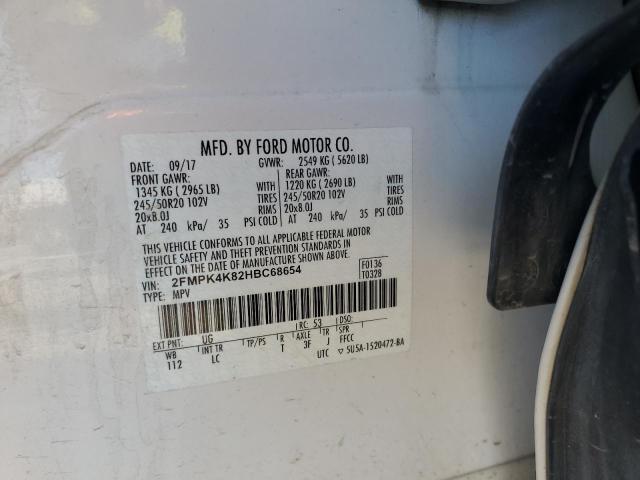 MFD. BY FORD MOTOR CO.
DATE: 09/17 GVWR: 2549 KG ( 5620 LB)
FRONT GAWR: REAR GAWR:
1345 KG ( 2965 LB) WITH 1220 KG ( 2690 LB) WITH
245/50R20 102V TIRES 245/50R20 102V TIRES
20x8.0J RIMS 20x8.0J RIMS
AT 240 kPa/ 35 PSI COLD AT 240 kPa/ 35 PSI COLD
THIS VEHICLE CONFORMS TO ALL APPLICABLE FEDERAL MOTOR
VEHICLE SAFETY AND THEFT PREVENTION STANDARDS IN
EFFECT ON THE DATE OF MANUFACTURE SHOWN ABOVE.
VIN: 2FMPK4K82HBC68654 F0136
TYPE: MPV T0328
EXT PNT: UG RC: 53 DSO:
WB INT TR TP/PS R AXLE TR SPR
112 LC T 3F J FFCC
UTC ▽ 5U5A-1520472-BA